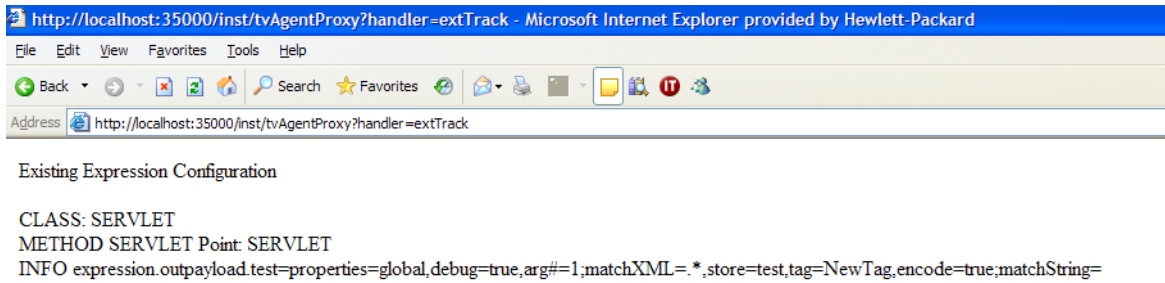 http://localhost:35000/inst/tvAgentProxy?handler=extTrack - Microsoft Internet Explorer provided by Hewlett-Packard
File Edit View Favorites Tools Help
Back Search Favorites
Address http://localhost:35000/inst/tvAgentProxy?handler=extTrack
Existing Expression Configuration
CLASS: SERVLET
METHOD SERVLET Point: SERVLET
INFO expression.outpayload.test=properties=global,debug=true,arg#=1;matchXML=.*,store=test,tag=NewTag,encode=true;matchString=